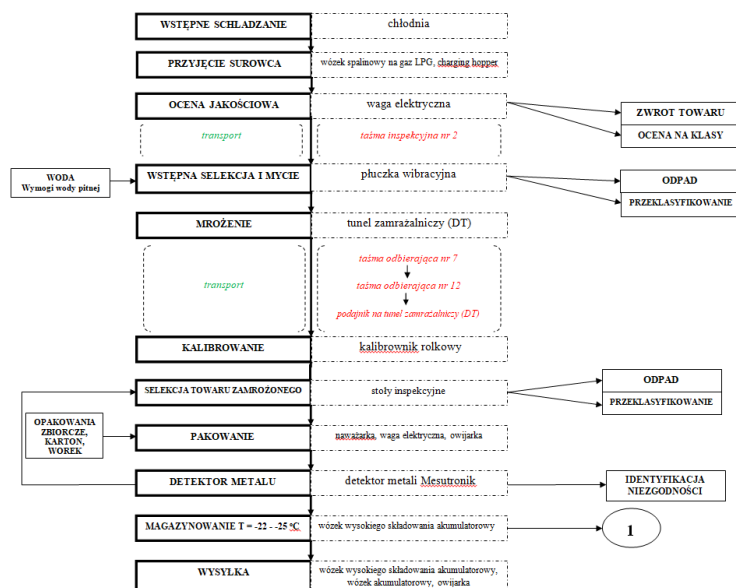 WSTĘPNE SCHŁADZANIE
chłodnia
PRZYJĘCIE SUROWCA
wózek spalinowy na gaz LPG, charging hopper
OCENA JAKOŚCIOWA
waga elektryczna
ZWROT TOWARU
OCENA NA KLASY
transport
taśma inspekcyjna nr 2
WODA
Wymogi wody pitnej
WSTĘPNA SELEKCJA I MYCIE
płuczka wibracyjna
ODPAD
PRZEKLASYFIKOWANIE
MROŻENIE
tunel zamrażalniczy (DT)
transport
taśma odbierająca nr 7
taśma odbierająca nr 12
podajnik na tunel zamrażalniczy (DT)
KALIBROWANIE
kalibrownik rolkowy
SELEKCJA TOWARU ZAMROŻONEGO
stoły inspekcyjne
ODPAD
PRZEKLASYFIKOWANIE
OPAKOWANIA
ZBIORCZE,
KARTON,
WOREK
PAKOWANIE
naważarka, waga elektryczna, owijarka
DETEKTOR METALU
detektor metali Mesutronik
IDENTYFIKACJA
NIEZGODNOŚCI
MAGAZYNOWANIE T = -22 - -25 °C
wózek wysokiego składowania akumulatorowy
1
WYSYŁKA
wózek wysokiego składowania akumulatorowy,
wózek akumulatorowy, owijarka